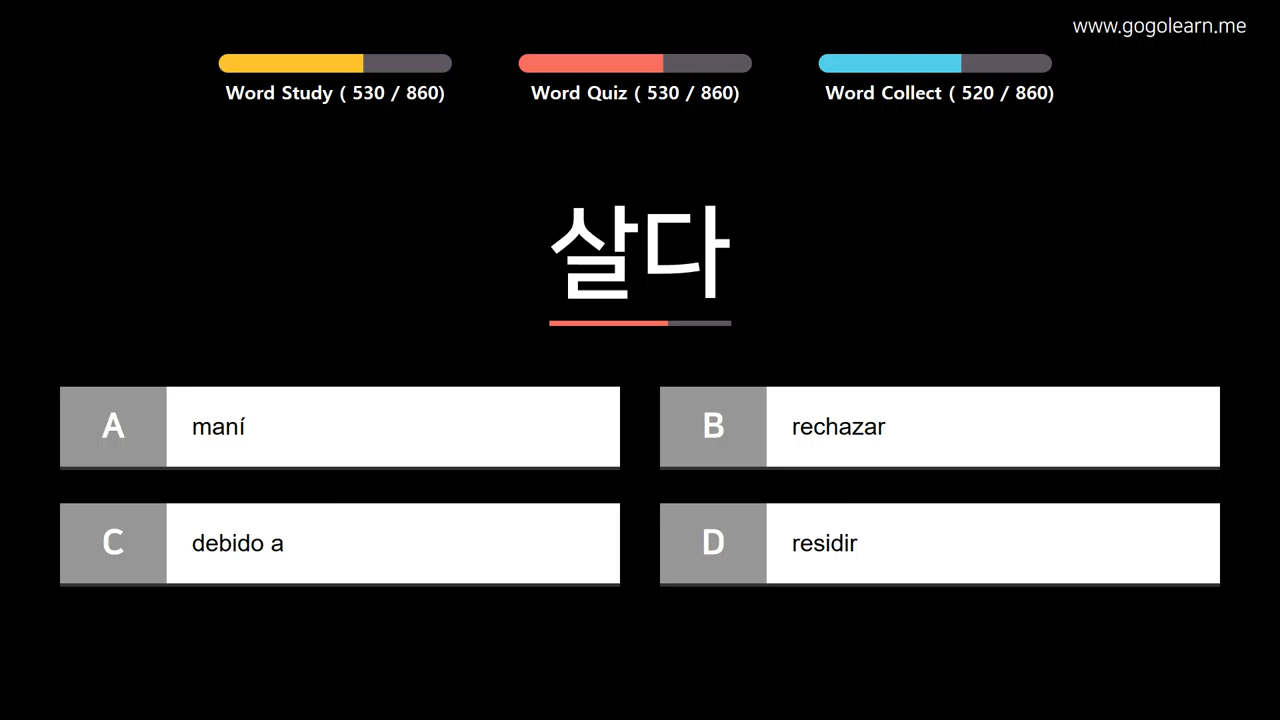 www.gogolearn.me
Word Study ( 530 / 860)
Word Quiz ( 530 / 860)
Word Collect ( 520 / 860)
살다
A maní
B rechazar
C debido a
D residir